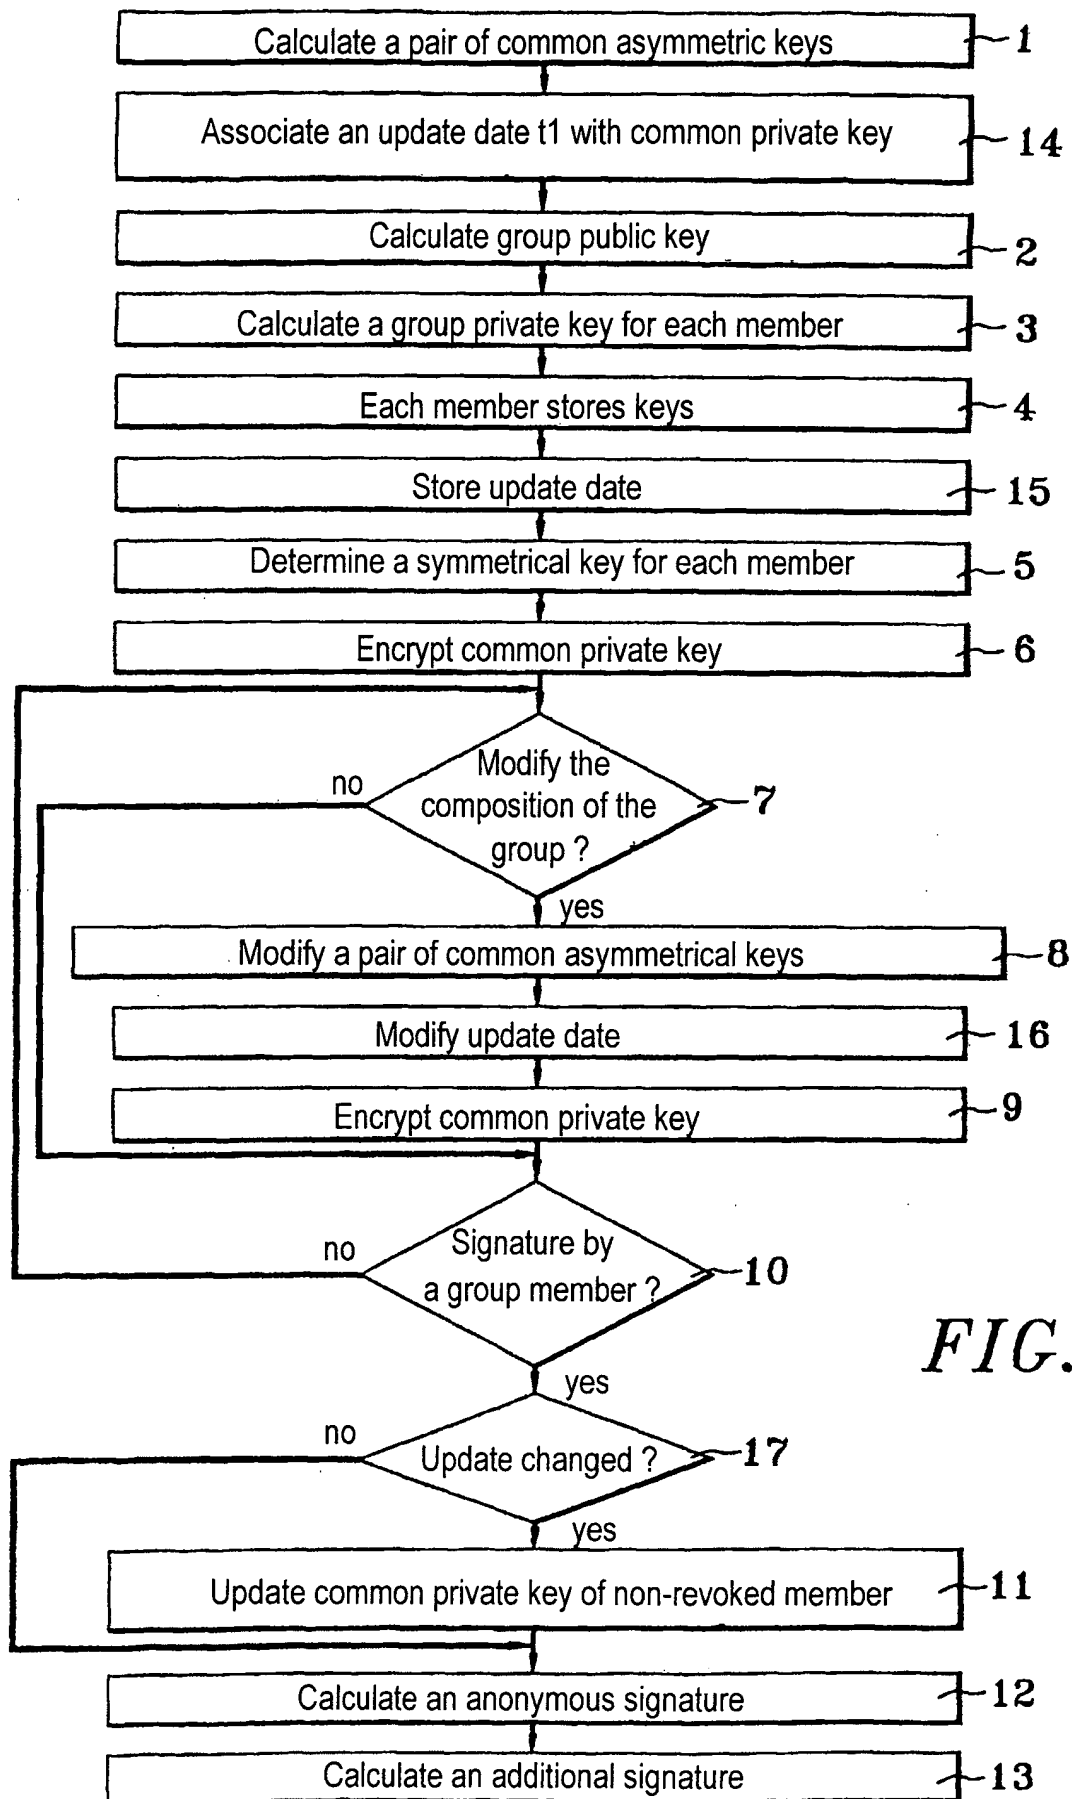 Calculate a pair of common asymmetric keys 1
Associate an update date t1 with common private key 14
Calculate group public key 2
Calculate a group private key for each member 3
Each member stores keys 4
Store update date 15
Determine a symmetrical key for each member 5
Encrypt common private key 6
no
Modify the
composition of the
group ?
7
yes
Modify a pair of common asymmetrical keys 8
Modify update date 16
Encrypt common private key 9
no
Signature by
a group member ?
10
FIG.
yes
no
Update changed ? 17
yes
Update common private key of non-revoked member 11
Calculate an anonymous signature 12
Calculate an additional signature 13